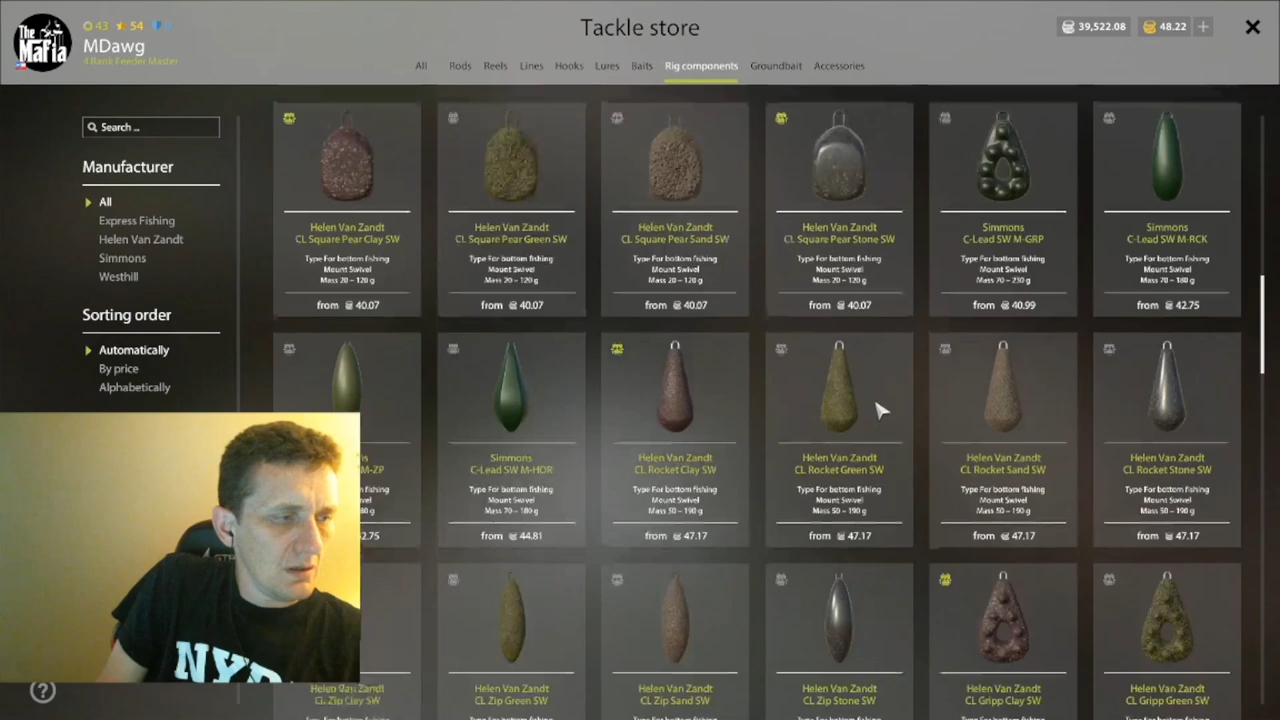 The
Mafia
43 54
MDawg
4 Rank Feeder Master
Tackle store
39,522.08 48.22 +
All Rods Reels Lines Hooks Lures Baits Rig components Groundbait Accessories
Search ...
Manufacturer
All
Express Fishing
Helen Van Zandt
Simmons
Westhill
Sorting order
Automatically
By price
Alphabetically
Helen Van Zandt
CL Square Pear Clay SW
Type For bottom fishing
Mount Swivel
Mass 20 – 120 g
from 40.07
Helen Van Zandt
CL Square Pear Green SW
Type For bottom fishing
Mount Swivel
Mass 20 – 120 g
from 40.07
Helen Van Zandt
CL Square Pear Sand SW
Type For bottom fishing
Mount Swivel
Mass 20 – 120 g
from 40.07
Helen Van Zandt
CL Square Pear Stone SW
Type For bottom fishing
Mount Swivel
Mass 20 – 120 g
from 40.07
Simmons
C-Lead SW M-GRP
Type For bottom fishing
Mount Swivel
Mass 70 – 230 g
from 40.99
Simmons
C-Lead SW M-RCK
Type For bottom fishing
Mount Swivel
Mass 70 – 180 g
from 42.75
M-ZP
fishing
Simmons
C-Lead SW M-HOR
Type For bottom fishing
Mount Swivel
Mass 70 – 180 g
from 44.81
Helen Van Zandt
CL Rocket Clay SW
Type For bottom fishing
Mount Swivel
Mass 50 – 190 g
from 47.17
Helen Van Zandt
CL Rocket Green SW
Type For bottom fishing
Mount Swivel
Mass 50 – 190 g
from 47.17
Helen Van Zandt
CL Rocket Sand SW
Type For bottom fishing
Mount Swivel
Mass 50 – 190 g
from 47.17
Helen Van Zandt
CL Rocket Stone SW
Type For bottom fishing
Mount Swivel
Mass 50 – 190 g
from 47.17
Helen Van Zandt
CL Zip Clay SW
Helen Van Zandt
CL Zip Green SW
Helen Van Zandt
CL Zip Sand SW
Helen Van Zandt
CL Zip Stone SW
Helen Van Zandt
CL Gripp Clay SW
Helen Van Zandt
CL Gripp Green SW
NYP
?